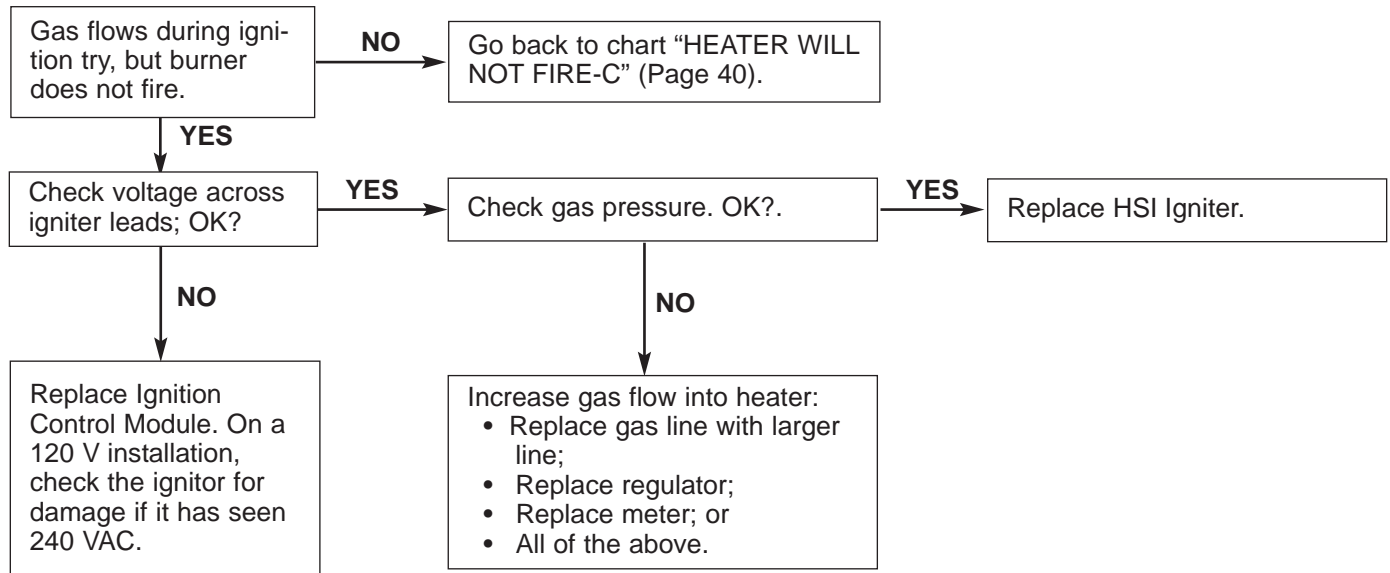 Gas flows during igni-
tion try, but burner
does not fire.
NO
Go back to chart “HEATER WILL
NOT FIRE-C” (Page 40).
YES
Check voltage across
igniter leads; OK?
YES
Check gas pressure. OK?.
YES
Replace HSI Igniter.
NO
Replace Ignition
Control Module. On a
120 V installation,
check the ignitor for
damage if it has seen
240 VAC.
NO
Increase gas flow into heater:
• Replace gas line with larger
line;
• Replace regulator;
• Replace meter; or
• All of the above.